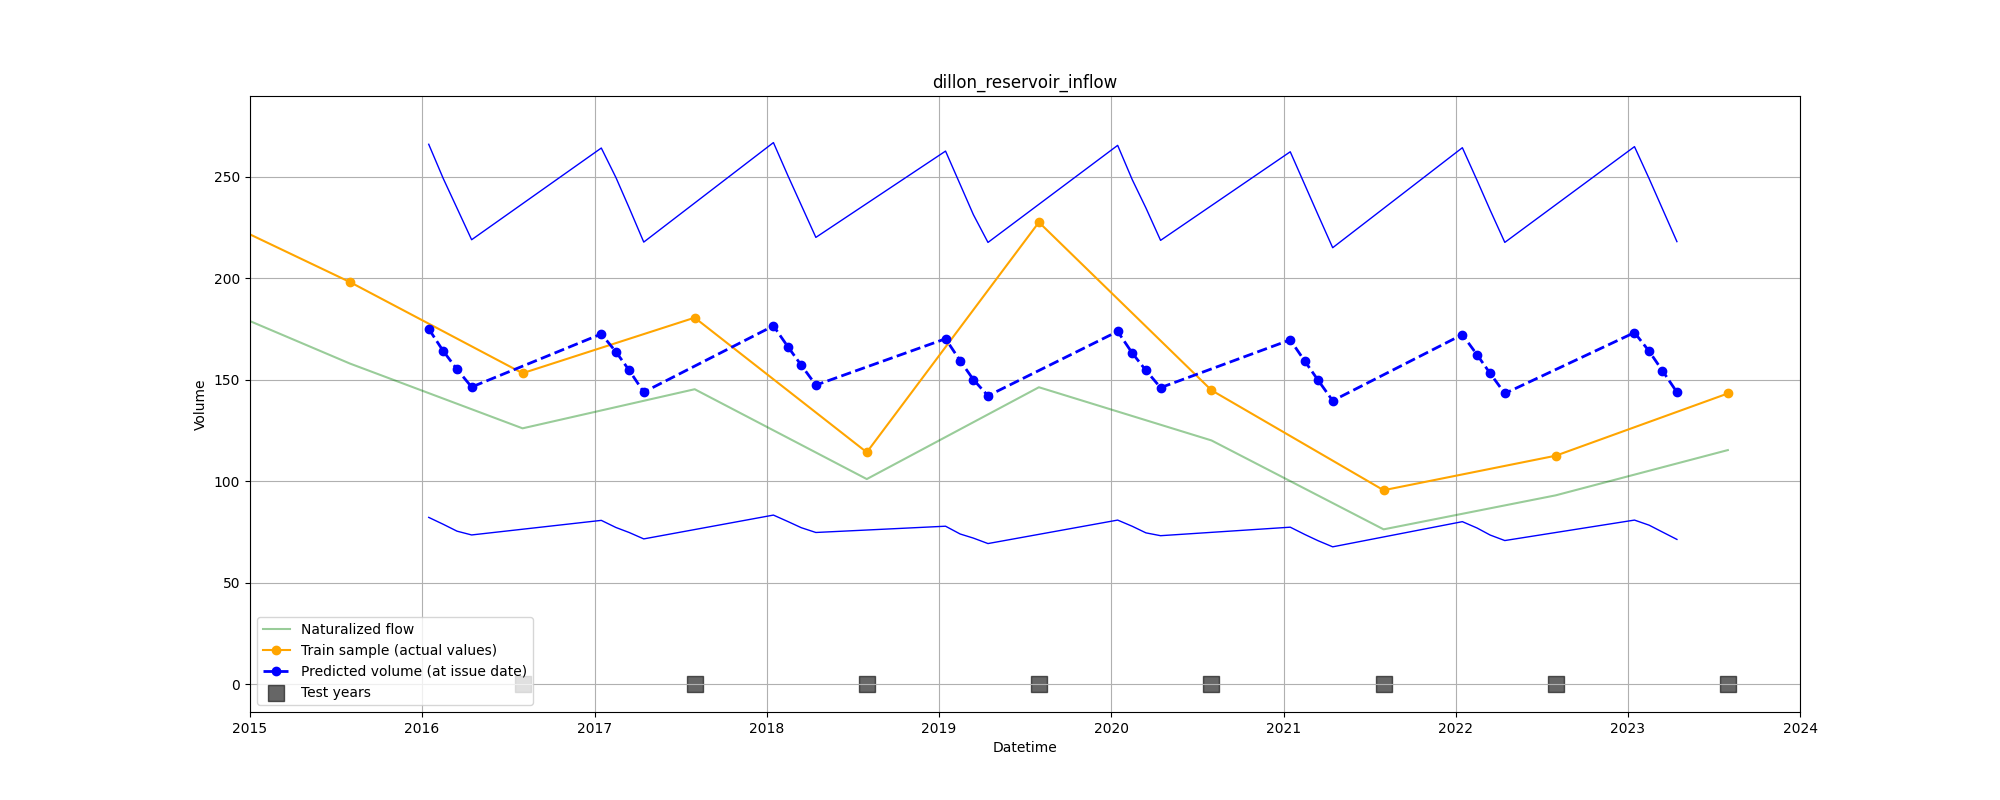 dillon_reservoir_inflow
Volume
250
200
150
100
50
0
Naturalized flow
Train sample (actual values)
Predicted volume (at issue date)
Test years
2015 2016 2017 2018 2019 2020 2021 2022 2023 2024
Datetime